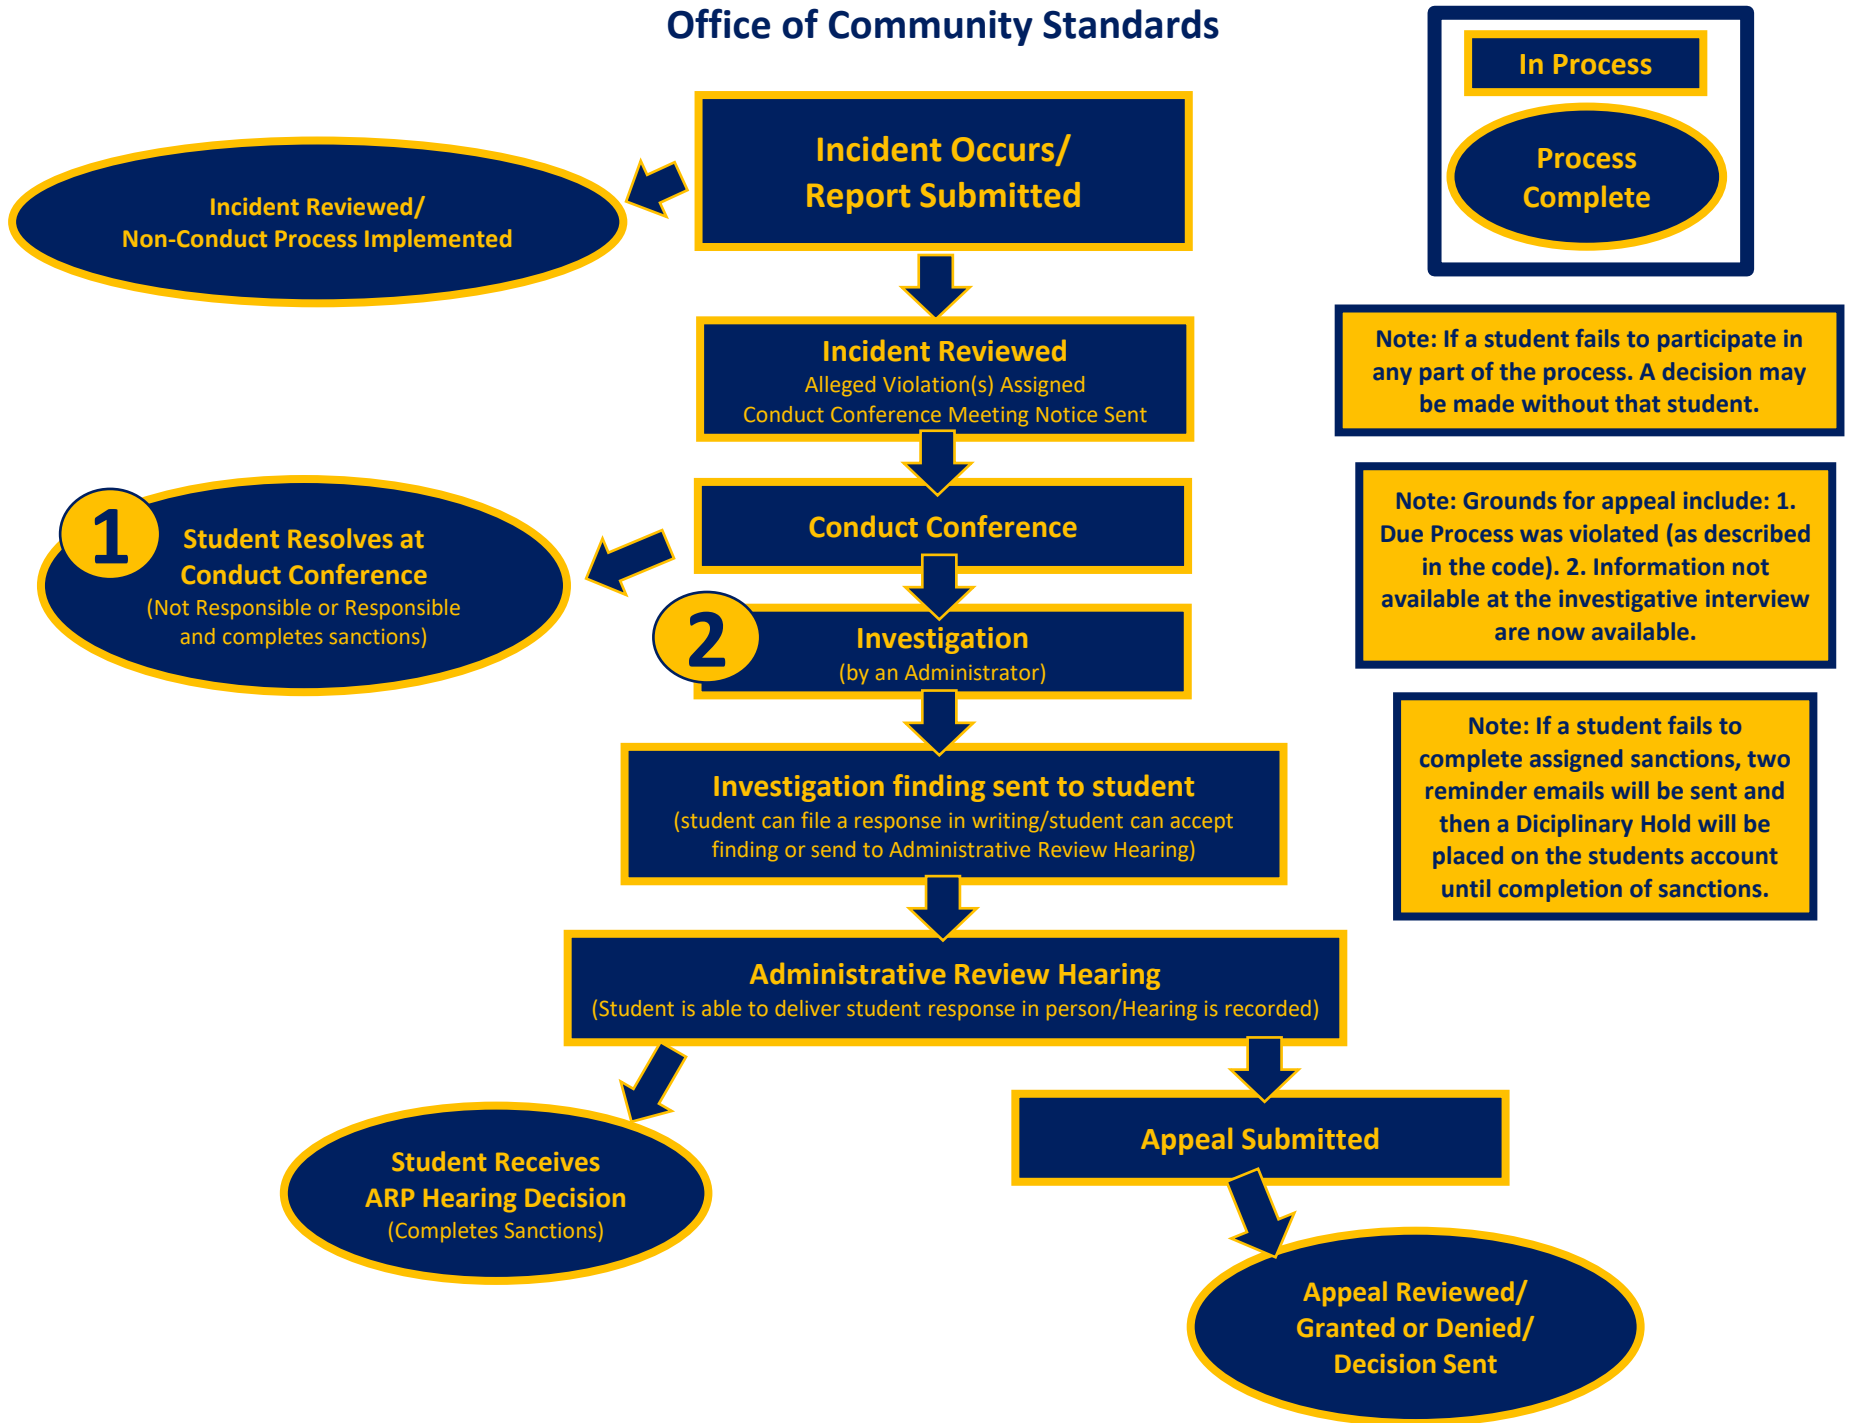 Office of Community Standards
In Process
Process
Complete
Incident Occurs/
Report Submitted
Incident Reviewed/
Non-Conduct Process Implemented
Incident Reviewed
Alleged Violation(s) Assigned
Conduct Conference Meeting Notice Sent
Note: If a student fails to participate in
any part of the process. A decision may
be made without that student.
Conduct Conference
1
Student Resolves at
Conduct Conference
(Not Responsible or Responsible
and completes sanctions)
Note: Grounds for appeal include: 1.
Due Process was violated (as described
in the code). 2. Information not
available at the investigative interview
are now available.
2
Investigation
(by an Administrator)
Investigation finding sent to student
(student can file a response in writing/student can accept
finding or send to Administrative Review Hearing)
Note: If a student fails to
complete assigned sanctions, two
reminder emails will be sent and
then a Diciplinary Hold will be
placed on the students account
until completion of sanctions.
Administrative Review Hearing
(Student is able to deliver student response in person/Hearing is recorded)
Student Receives
ARP Hearing Decision
(Completes Sanctions)
Appeal Submitted
Appeal Reviewed/
Granted or Denied/
Decision Sent